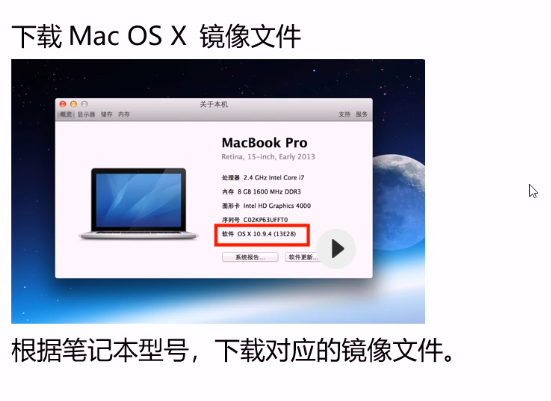 下载 Mac OS X 镜像文件
关于本机
概览 显示器 储存 内存 支持 服务
MacBook Pro
Retina, 15-inch, Early 2013
处理器 2.4 GHz Intel Core i7
内存 8 GB 1600 MHz DDR3
图形卡 Intel HD Graphics 4000
序列号 C02KP63UFFT0
软件 OS X 10.9.4 (13E28)
系统报告... 软件更新...
根据笔记本型号，下载对应的镜像文件。